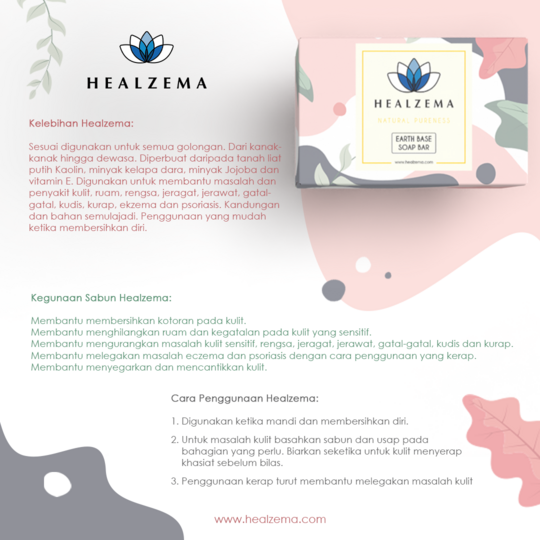 HEALZEMA
HEALZEMA
NATURAL GOODNESS
EARTH BASE
SOAP BAR
www.healzema.com
Kelebihan Healzema:
Sesuai digunakan untuk semua golongan. Dari kanak-
kanak hingga dewasa. Diperbuat daripada tanah liat
putih Kaolin, minyak kelapa dara, minyak Jojoba dan
vitamin E. Digunakan untuk membantu masalah dan
penyakit kulit, ruam, rengsa, jeragat, jerawat, gatal-
gatal, kudis, kurap, ekzema dan psoriasis. Kandungan
dan bahan semulajadi. Penggunaan yang mudah
ketika membersihkan diri.
Kegunaan Sabun Healzema:
Membantu membersihkan kotoran pada kulit.
Membantu menghilangkan ruam dan kegatalan pada kulit yang sensitif.
Membantu mengurangkan masalah kulit sensitif, rengsa, jeragat, jerawat, gatal-gatal, kudis dan kurap.
Membantu melegakan masalah eczema dan psoriasis dengan cara penggunaan yang kerap.
Membantu menyegarkan dan mencantikkan kulit.
Cara Penggunaan Healzema:
1. Digunakan ketika mandi dan membersihkan diri.
2. Untuk masalah kulit basahkan sabun dan usap pada
bahagian yang perlu. Biarkan seketika untuk kulit menyerap
khasiat sebelum bilas.
3. Penggunaan kerap turut membantu melegakan masalah kulit
www.healzema.com